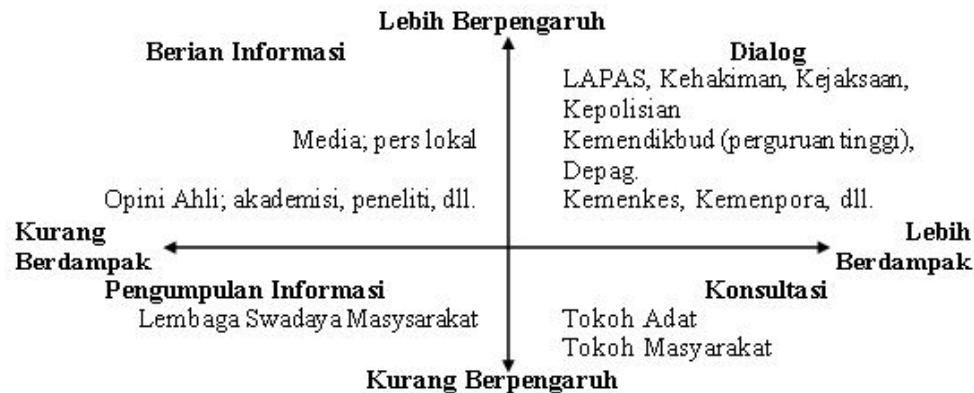 Lebih Berpengaruh
Berian Informasi
Dialog
LAPAS, Kehakiman, Kejaksaan,
Kepolisian
Media; pers lokal
Kemendikbud (perguruan tinggi),
Depag.
Opini Ahli; akademisi, peneliti, dll.
Kemenkes, Kemenpora, dll.
Kurang
Berdampak
Lebih
Berdampak
Pengumpulan Informasi
Lembaga Swadaya Masysarakat
Konsultasi
Tokoh Adat
Tokoh Masyarakat
Kurang Berpengaruh